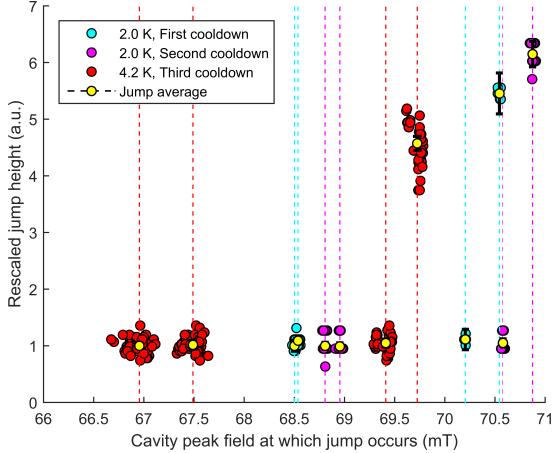 7
6
5
4
3
2
1
0
Rescaled jump height (a.u.)
2.0 K, First cooldown
2.0 K, Second cooldown
4.2 K, Third cooldown
Jump average
66 66.5 67 67.5 68 68.5 69 69.5 70 70.5 71
Cavity peak field at which jump occurs (mT)